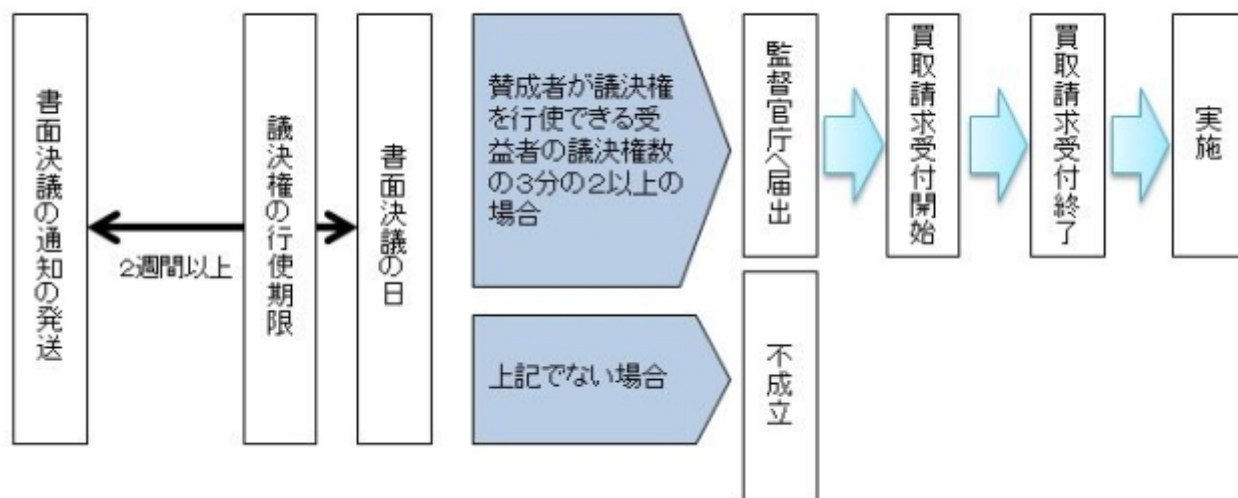 書面決議の通知の発送
2週間以上
議決権の行使期限
書面決議の日
賛成者が議決権
を行使できる受
益者の議決権数
の3分の2以上の
場合
監督官庁へ届出
買取請求受付開始
買取請求受付終了
実施
上記でない場合
不成立